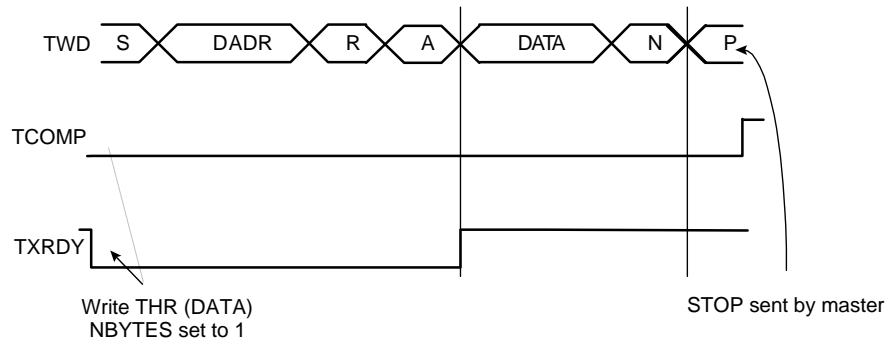 TWD S DADR R A DATA N P
TCOMP
TXRDY
Write THR (DATA)
NBYTES set to 1
STOP sent by master